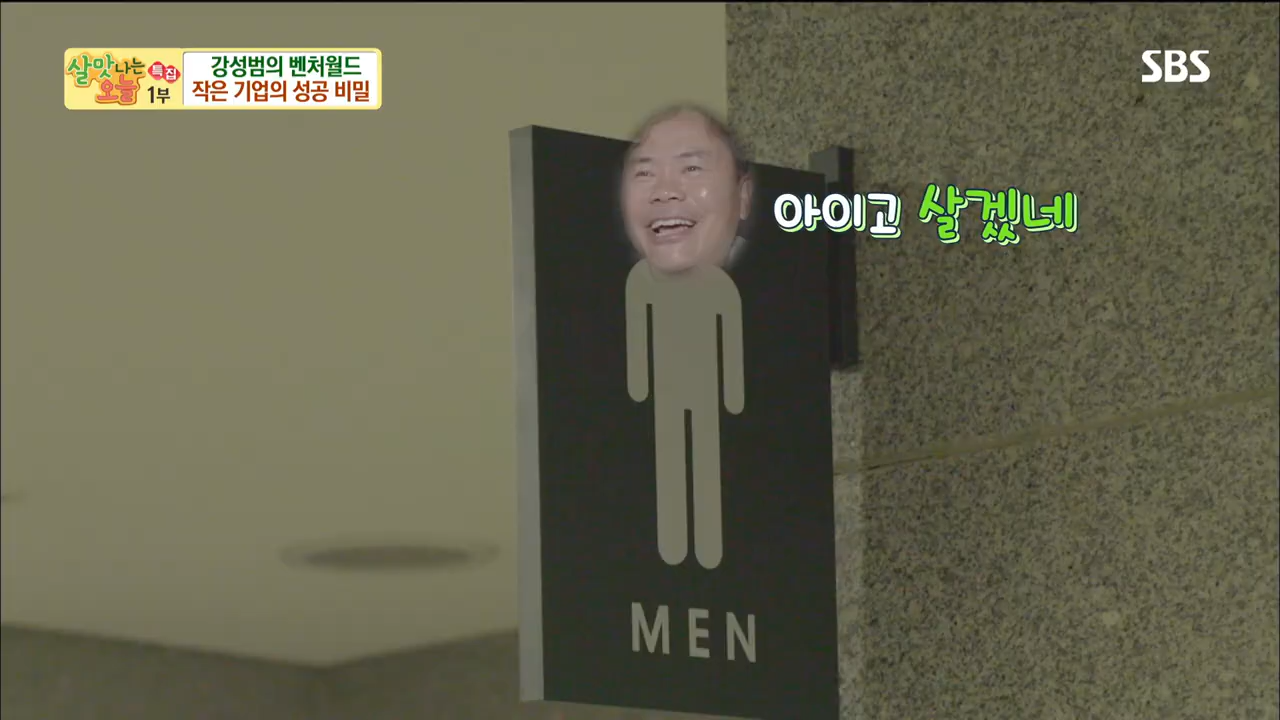 살맛나는
오늘
특집
1부
강성범의 벤처월드
작은 기업의 성공 비밀
SBS
아이고 살겠네
MEN